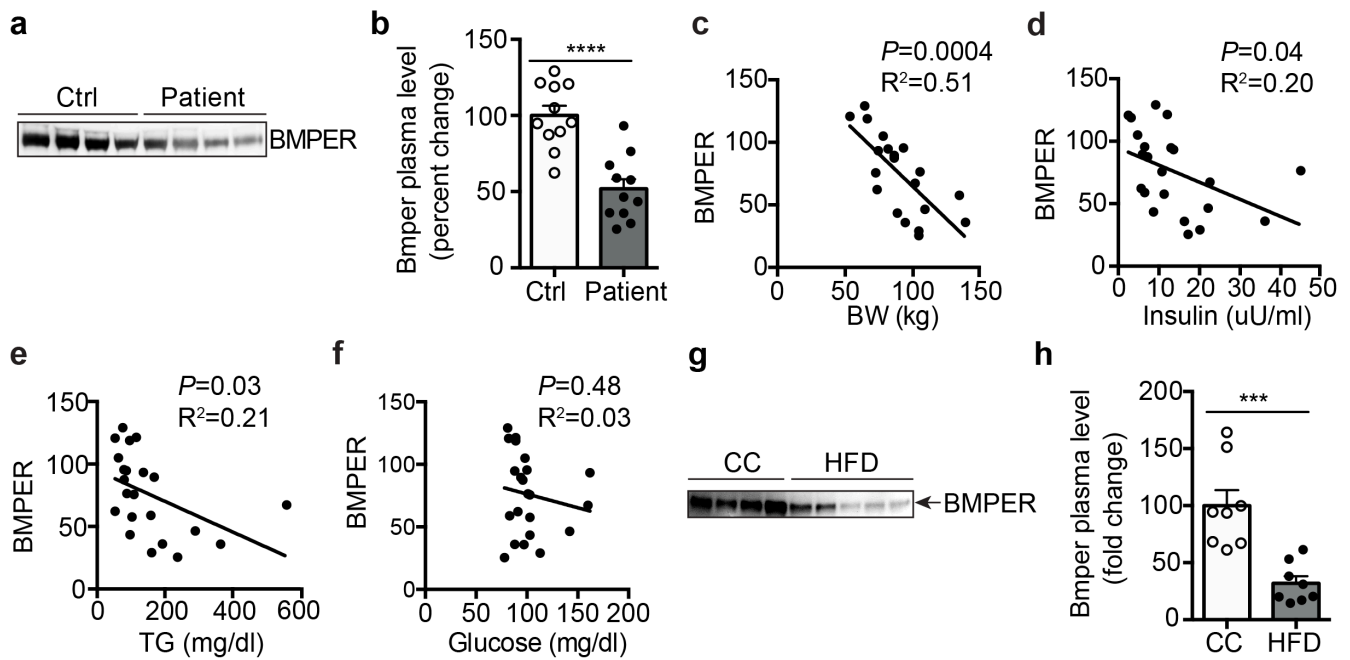 a
Ctrl Patient
BMPER
b
Bmper plasma level
(percent change)
150
100
50
0
****
Ctrl Patient
c
P=0.0004
R²=0.51
BMPER
150
100
50
0
0 50 100 150
BW (kg)
d
P=0.04
R²=0.20
BMPER
150
100
50
0
0 10 20 30 40 50
Insulin (uU/ml)
e
P=0.03
R²=0.21
BMPER
150
100
50
0
0 200 400 600
TG (mg/dl)
f
P=0.48
R²=0.03
BMPER
150
100
50
0
0 50 100 150 200
Glucose (mg/dl)
g
CC HFD
BMPER
h
Bmper plasma level
(fold change)
200
150
100
50
0
***
CC HFD